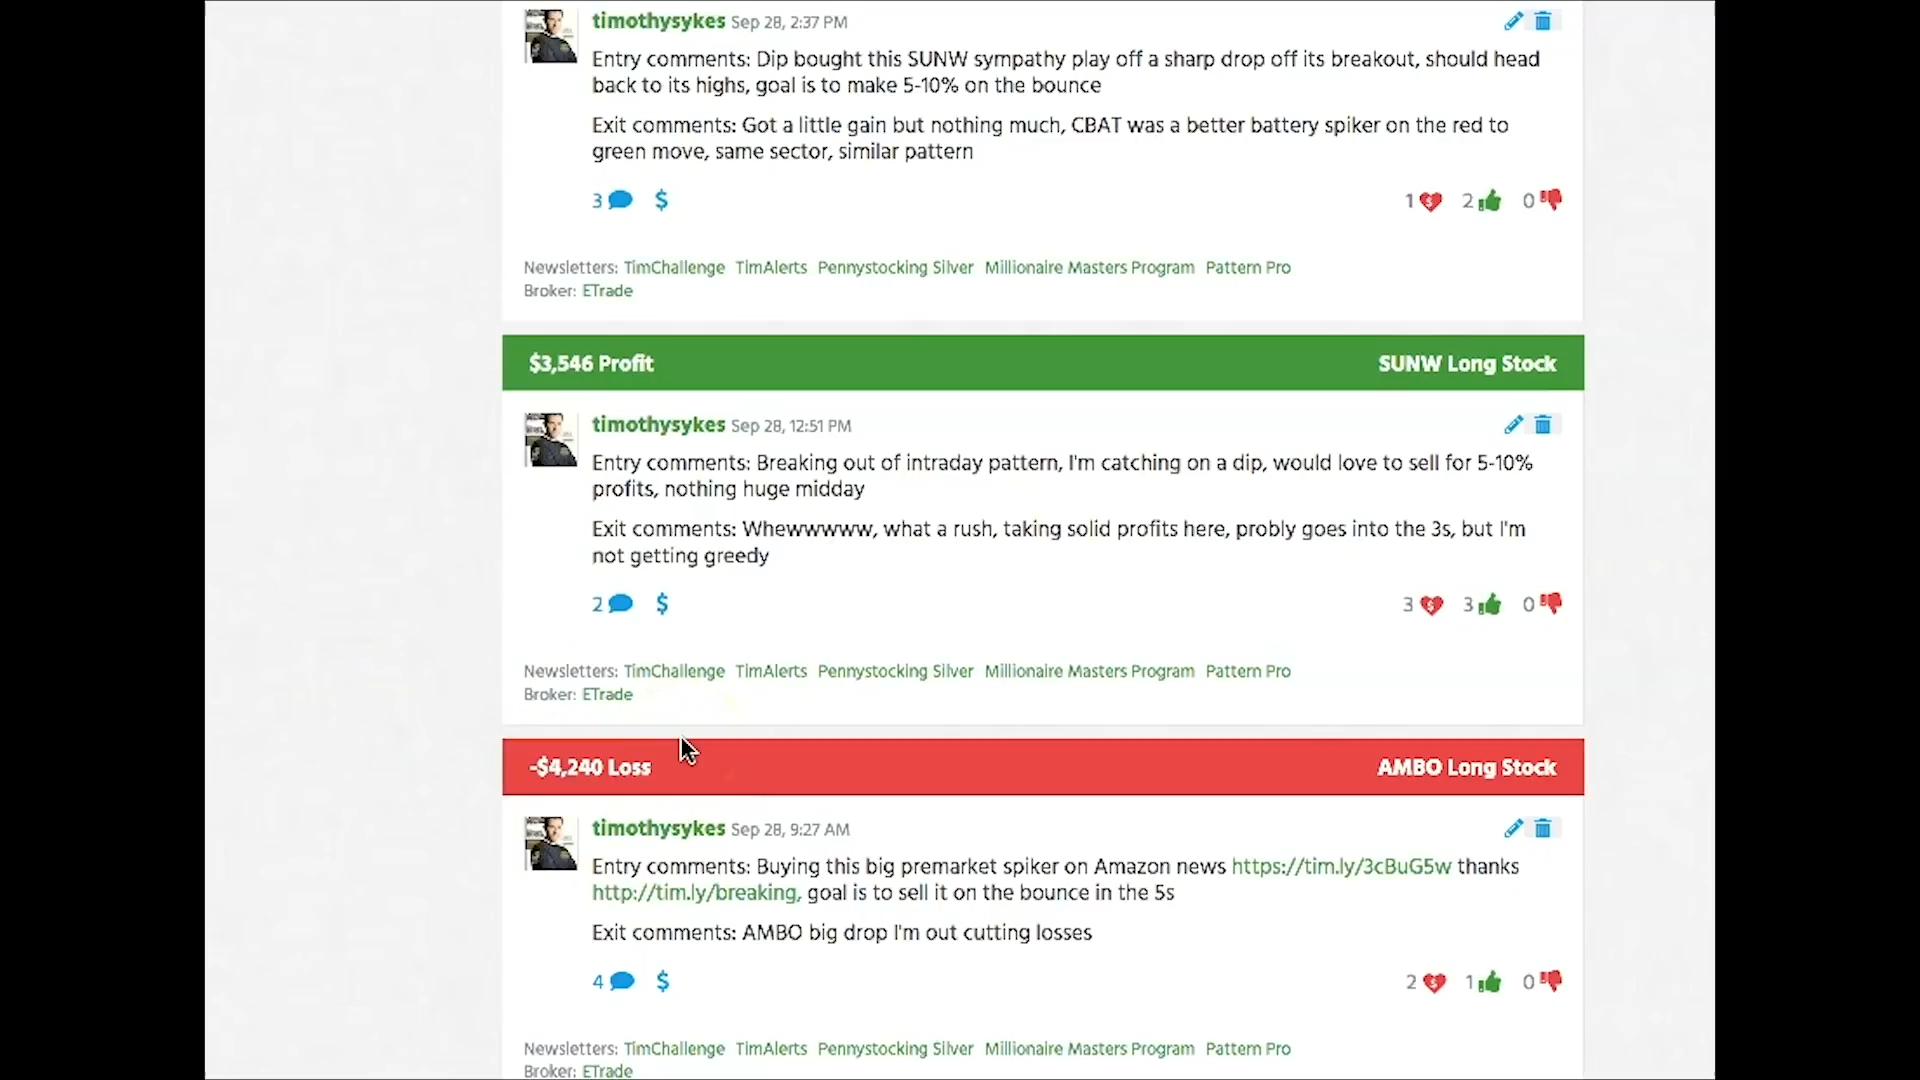 timothysykes Sep 28, 2:37 PM
Entry comments: Dip bought this SUNW sympathy play off a sharp drop off its breakout, should head
back to its highs, goal is to make 5-10% on the bounce
Exit comments: Got a little gain but nothing much, CBAT was a better battery spiker on the red to
green move, same sector, similar pattern
3 $ 1 2 0
Newsletters: TimChallenge TimAlerts Pennystocking Silver Millionaire Masters Program Pattern Pro
Broker: ETrade
$3,546 Profit SUNW Long Stock
timothysykes Sep 28, 12:51 PM
Entry comments: Breaking out of intraday pattern, I'm catching on a dip, would love to sell for 5-10%
profits, nothing huge midday
Exit comments: Whewwwww, what a rush, taking solid profits here, probly goes into the 3s, but I'm
not getting greedy
2 $ 3 3 0
Newsletters: TimChallenge TimAlerts Pennystocking Silver Millionaire Masters Program Pattern Pro
Broker: ETrade
-$4,240 Loss AMBO Long Stock
timothysykes Sep 28, 9:27 AM
Entry comments: Buying this big premarket spiker on Amazon news https://tim.ly/3cBuG5w thanks
http://tim.ly/breaking, goal is to sell it on the bounce in the 5s
Exit comments: AMBO big drop I'm out cutting losses
4 $ 2 1 0
Newsletters: TimChallenge TimAlerts Pennystocking Silver Millionaire Masters Program Pattern Pro
Broker: ETrade